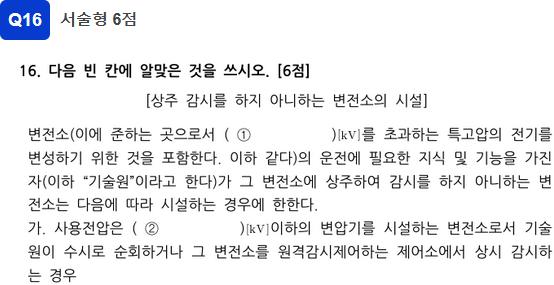 Q16 서술형 6점
16. 다음 빈 칸에 알맞은 것을 쓰시오. [6점]
[상주 감시를 하지 아니하는 변전소의 시설]
변전소(이에 준하는 곳으로서 ( ① )[kV]를 초과하는 특고압의 전기를
변성하기 위한 것을 포함한다. 이하 같다)의 운전에 필요한 지식 및 기능을 가진
자(이하 “기술원”이라고 한다)가 그 변전소에 상주하여 감시를 하지 아니하는 변
전소는 다음에 따라 시설하는 경우에 한한다.
가. 사용전압은 ( ② )[kV]이하의 변압기를 시설하는 변전소로서 기술
원이 수시로 순회하거나 그 변전소를 원격감시제어하는 제어소에서 상시 감시하
는 경우